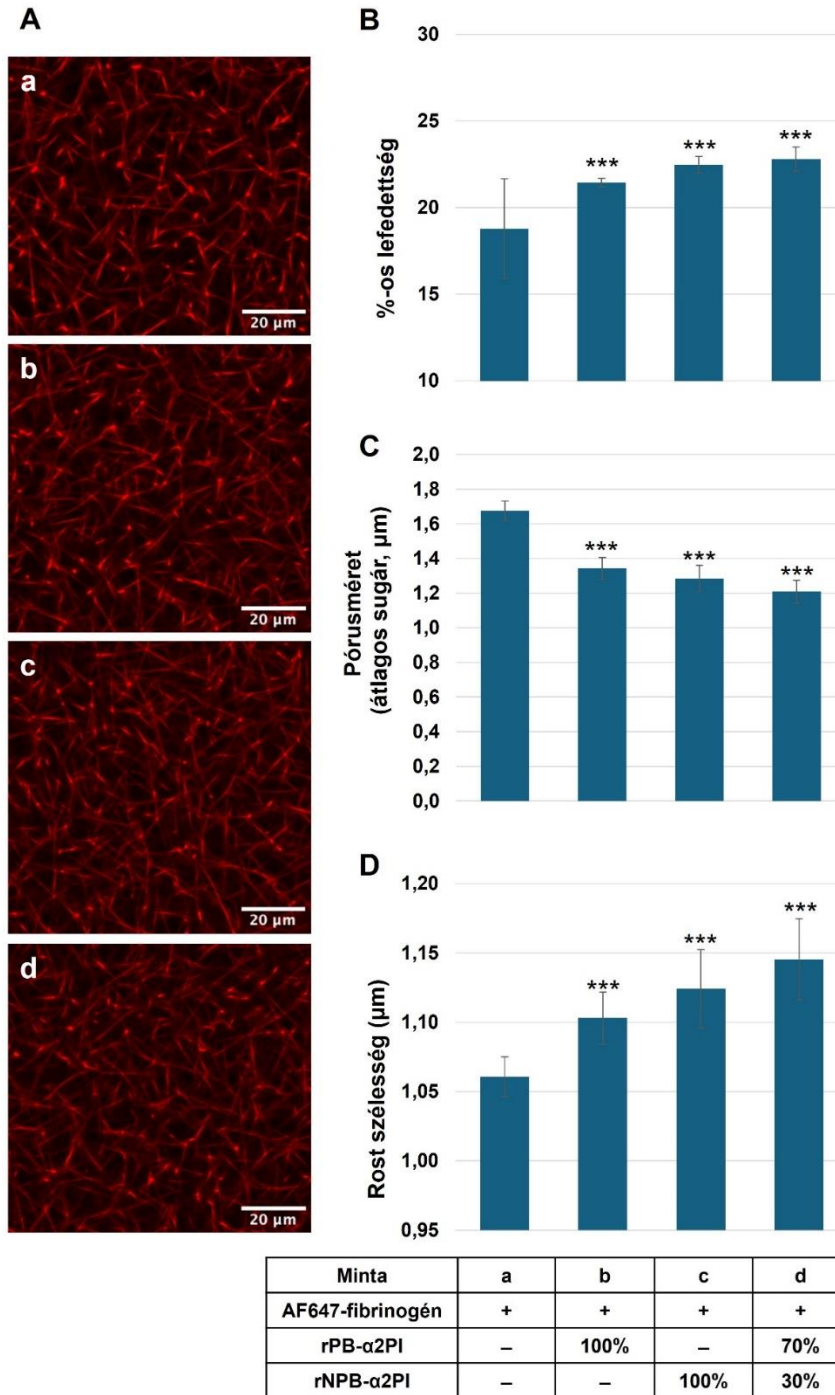 A
a
20 µm
b
20 µm
c
20 µm
d
20 µm
B
%-os lefedettség
30
25
20
15
10
***
***
***
C
Pórusméret
(átlagos sugár, µm)
2,0
1,8
1,6
1,4
1,2
1,0
0,8
0,6
0,4
0,2
0,0
***
***
***
D
Rost szélesség (µm)
1,20
1,15
1,10
1,05
1,00
0,95
***
***
***
Minta a b c d
AF647-fibrinogén + + + +
rPB-α2PI – 100% – 70%
rNPB-α2PI – – 100% 30%